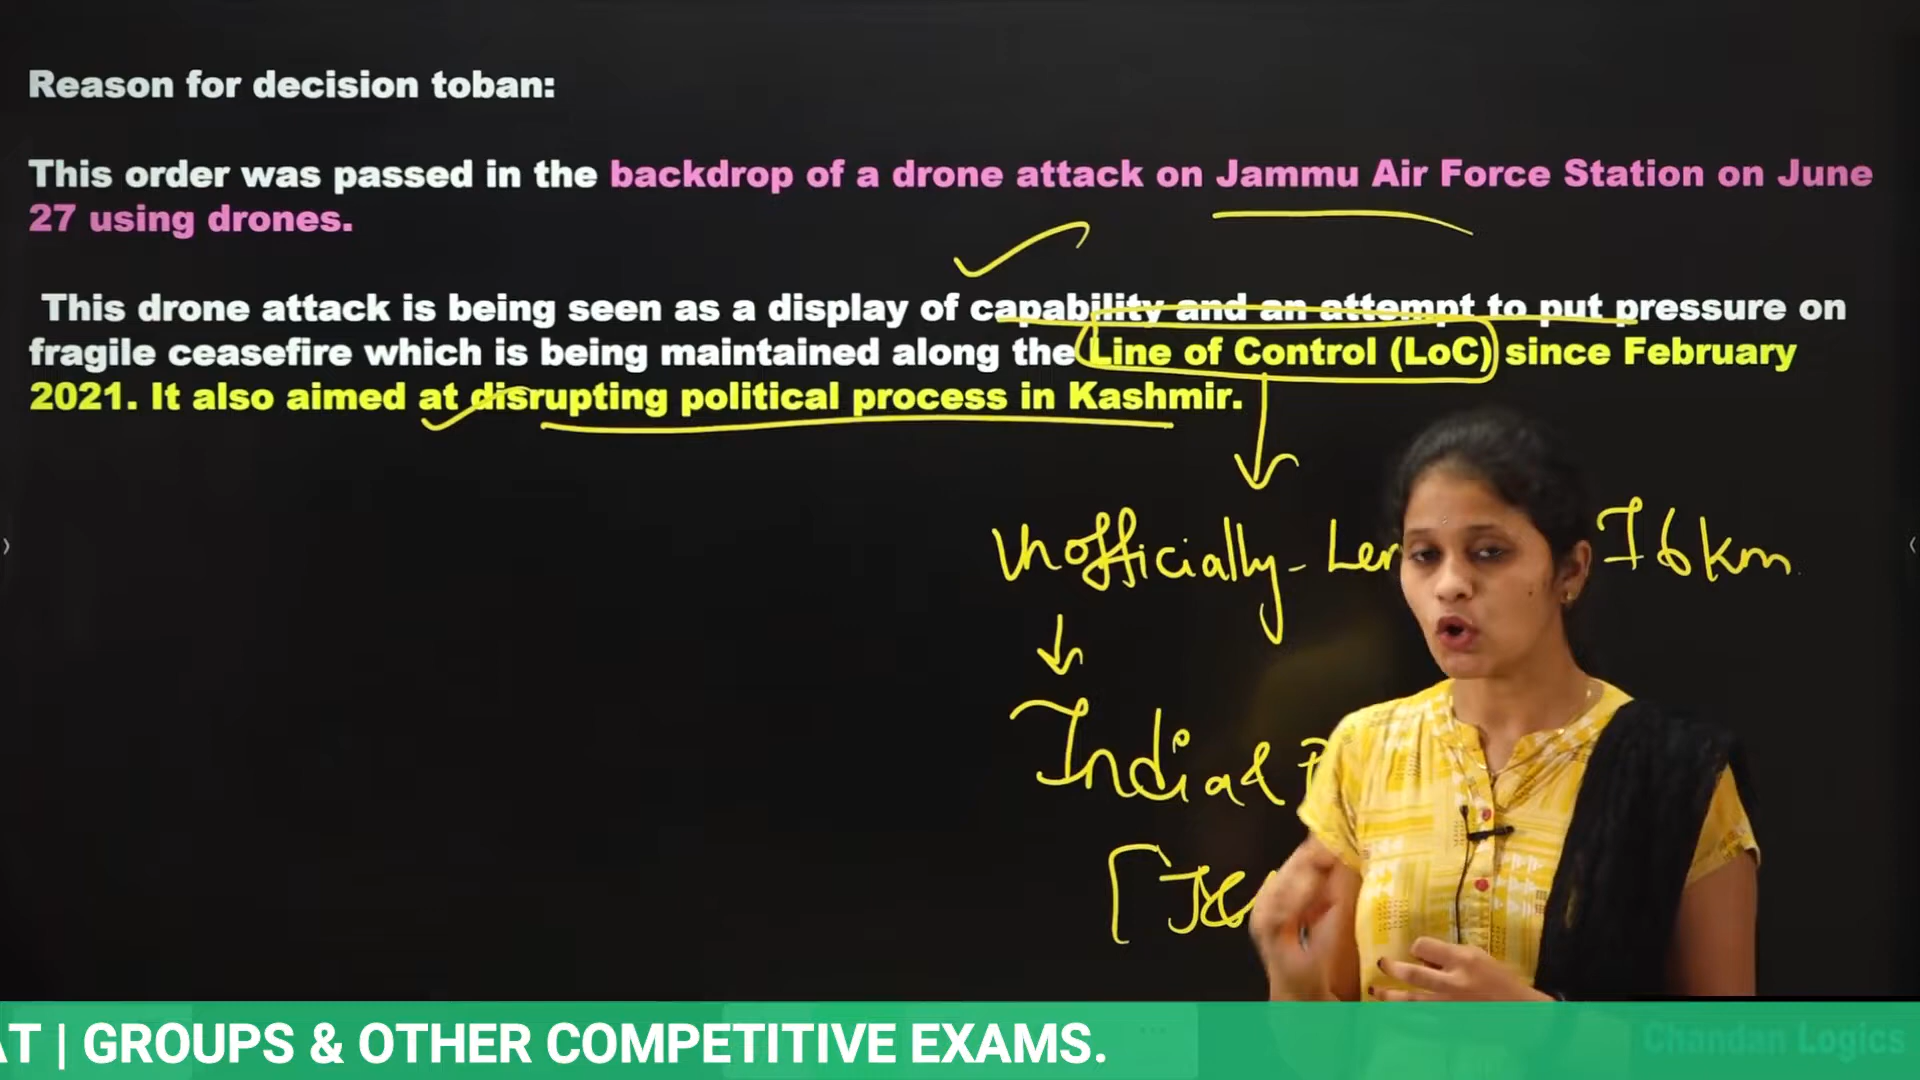 Reason for decision toban:
This order was passed in the backdrop of a drone attack on Jammu Air Force Station on June
27 using drones.
This drone attack is being seen as a display of capability and an attempt to put pressure on
fragile ceasefire which is being maintained along the Line of Control (LoC) since February
2021. It also aimed at disrupting political process in Kashmir.
Unofficially - Len 76km
India &
AT | GROUPS & OTHER COMPETITIVE EXAMS.
Chandan Logics